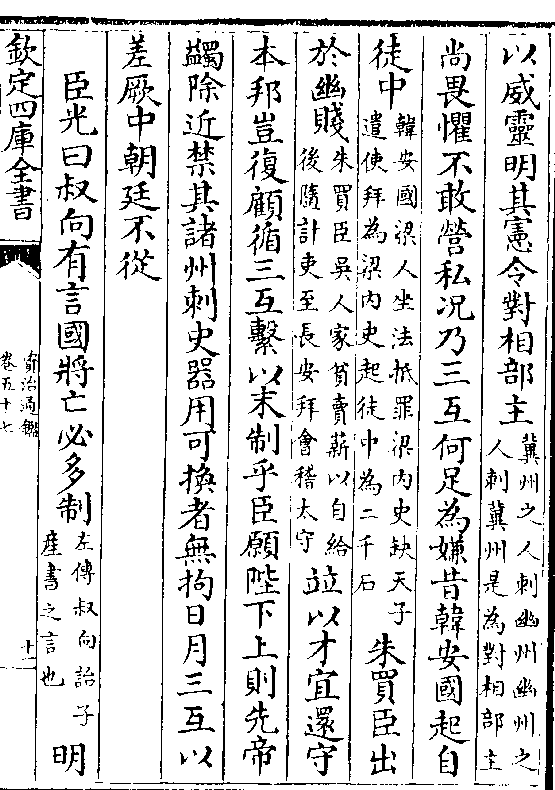 以威靈明其憲令對相部主冀州之人刺幽州幽州之人刺冀州是為對相部主
尚畏懼不敢營私况乃三互何足為嫌昔韓安國起自
徒中韓安國梁人坐法抵罪梁内史缺天子遣使拜為梁内史起徒中為二千石朱買臣出
於幽賤朱買臣吳人家貧賣薪以自給後隨計吏至長安拜會稽太守竝以才宜還守
本邦豈復顧循三互繫以末制乎臣願陛下上則先帝
蠲除近禁其諸州刺史器用可換者無拘日月三互以
差厥中朝廷不從
臣光曰叔向有言國將亡必多制左傳叔向詒子産書之言也明
欽定四庫全書
資治通鑑
卷五十七
十一